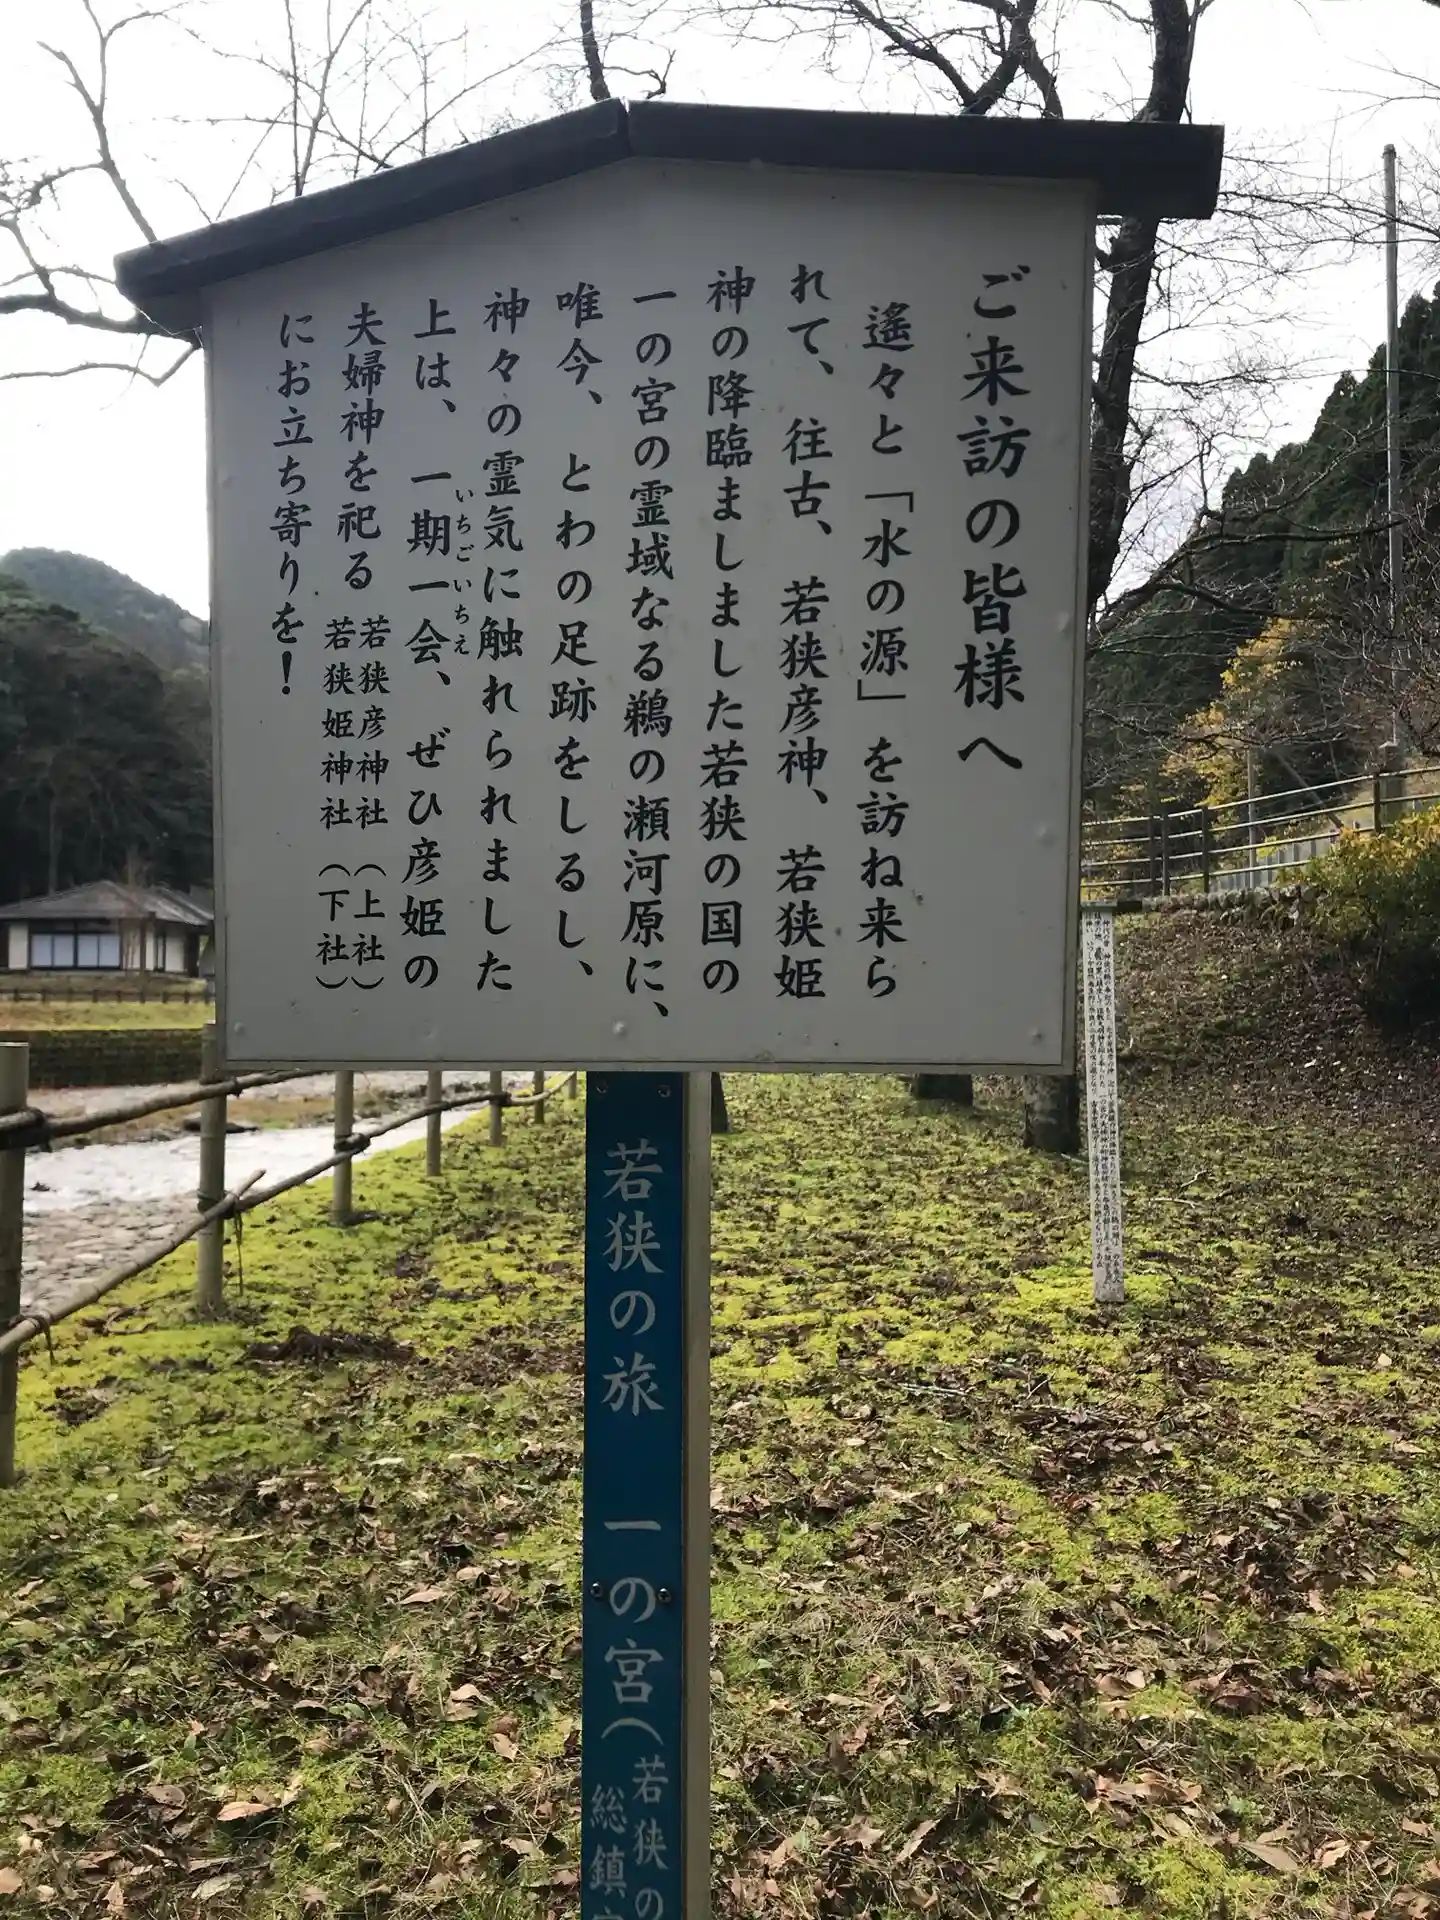 ご来訪の皆様へ
遙々と「水の源」を訪ね来ら
れて、往古、若狭彦神、若狭姫
神の降臨ましました若狭の国の
一の宮の霊域なる鵜の瀬河原に、
唯今、とわの足跡をしるし、
神々の霊気に触れられました
上は、一期一会、ぜひ彦姫の
いちごいちえ
夫婦神を祀る 若狭彦神社(上社)
若狭姫神社(下社)
にお立ち寄りを!
若狭の旅 一の宮(若狭の
総鎮